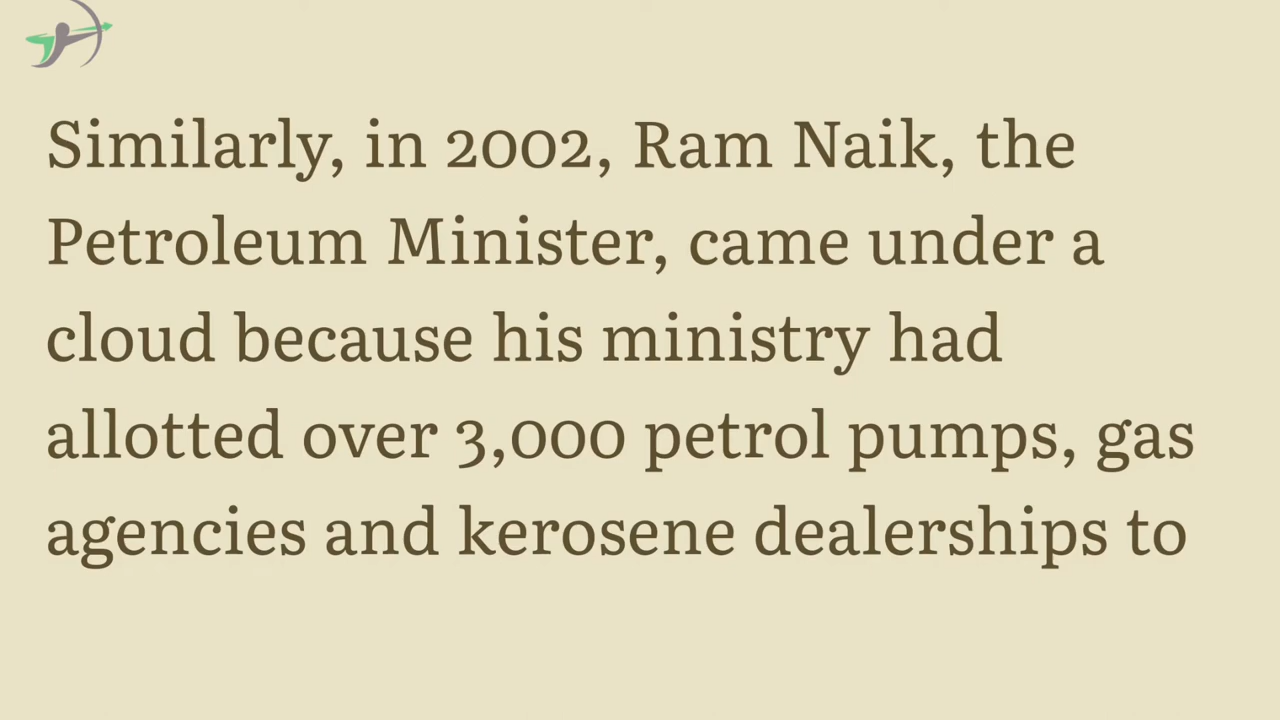 Similarly, in 2002, Ram Naik, the
Petroleum Minister, came under a
cloud because his ministry had
allotted over 3,000 petrol pumps, gas
agencies and kerosene dealerships to